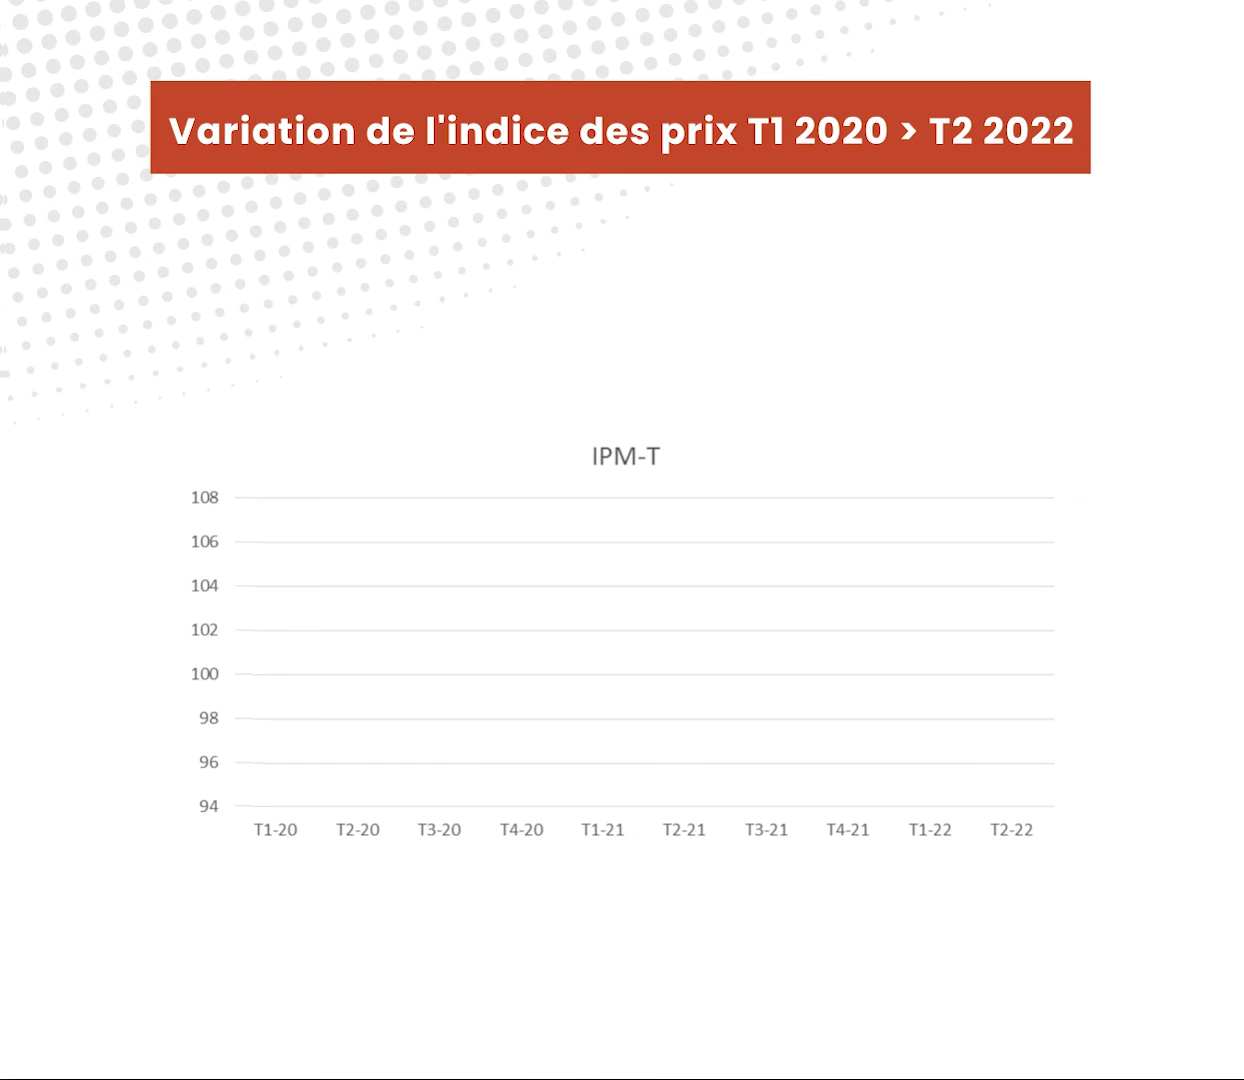 Variation de l'indice des prix T1 2020 > T2 2022
IPM-T
108
106
104
102
100
98
96
94
T1-20 T2-20 T3-20 T4-20 T1-21 T2-21 T3-21 T4-21 T1-22 T2-22